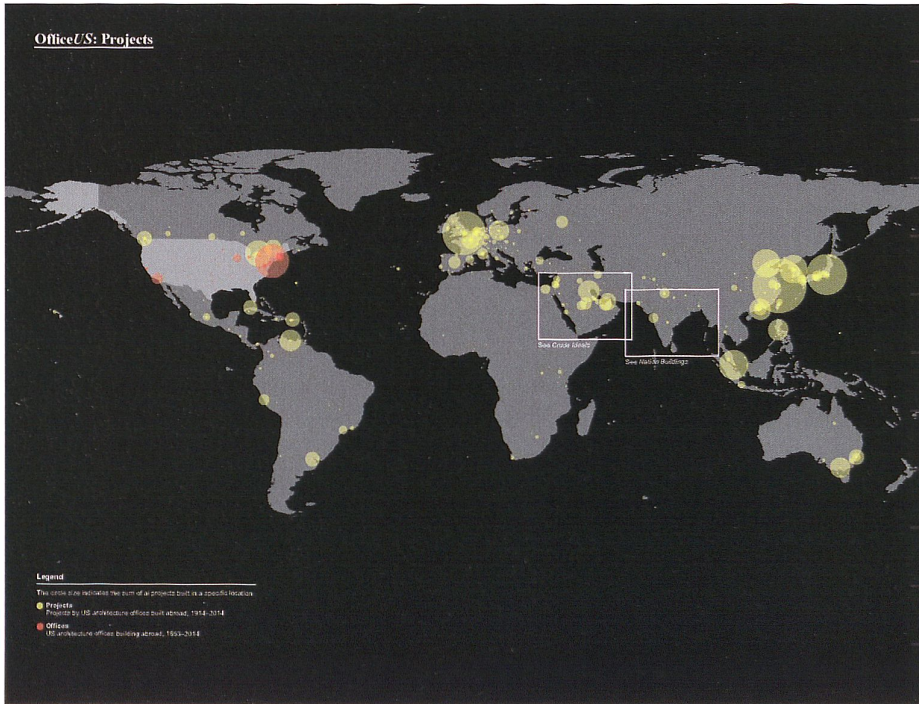 OfficeUS: Projects
See Crude Ideals
See Nation Buildings
Legend
The circle size indicates the sum of all projects built in a specific location
Projects
Projects by US architecture offices built abroad, 1914–2014
Offices
US architecture offices building abroad, 1953–2014